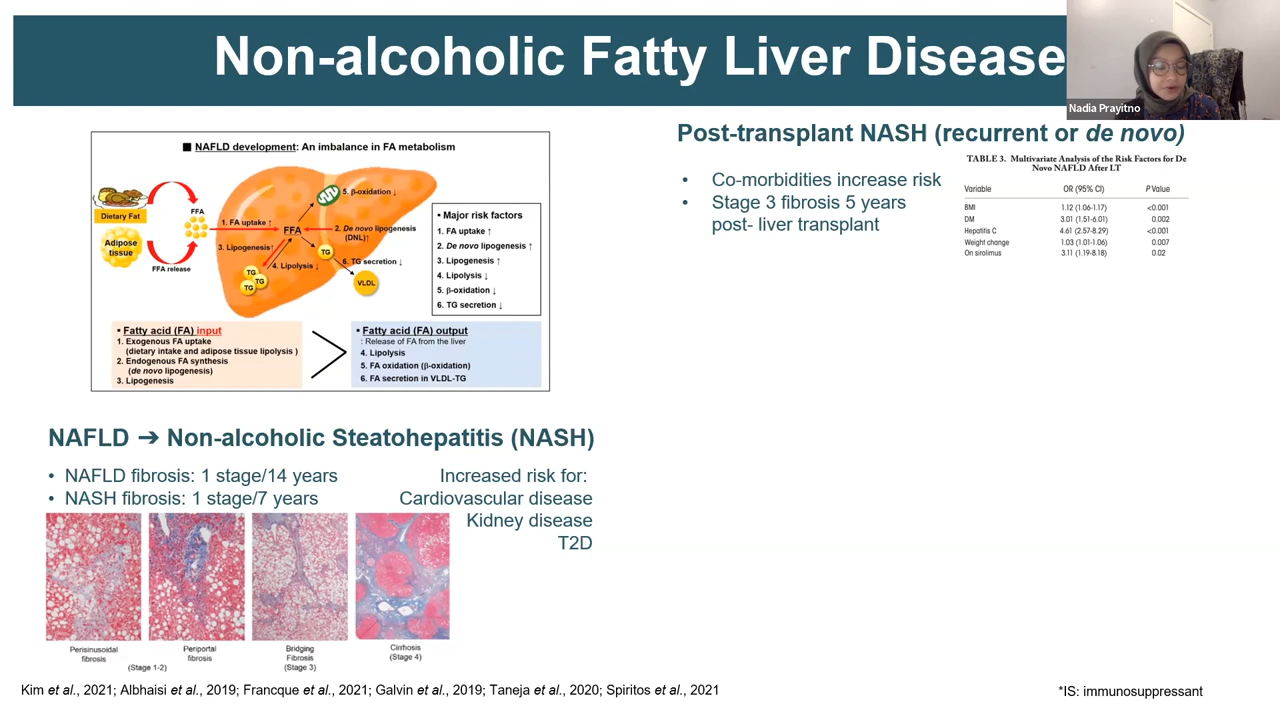 Non-alcoholic Fatty Liver Disease
Nadia Prayitno
■ NAFLD development: An imbalance in FA metabolism
Dietary Fat
Adipose
tissue
FFA
FFA release
1. FA uptake ↑
FFA
5. β-oxidation ↓
2. De novo lipogenesis
(DNL)↑
3. Lipogenesis↑
4. Lipolysis ↓
TG
6. TG secretion ↓
VLDL
TG
TG
TG
▪ Major risk factors
1. FA uptake ↑
2. De novo lipogenesis ↑
3. Lipogenesis ↑
4. Lipolysis ↓
5. β-oxidation ↓
6. TG secretion ↓
▪ Fatty acid (FA) input
1. Exogenous FA uptake
(dietary intake and adipose tissue lipolysis )
2. Endogenous FA synthesis
(de novo lipogenesis)
3. Lipogenesis
▪ Fatty acid (FA) output
: Release of FA from the liver
4. Lipolysis
5. FA oxidation (β-oxidation)
6. FA secretion in VLDL-TG
Post-transplant NASH (recurrent or de novo)
• Co-morbidities increase risk
• Stage 3 fibrosis 5 years
post- liver transplant
TABLE 3. Multivariate Analysis of the Risk Factors for De
Novo NAFLD After LT
Variable OR (95% CI) P Value
BMI 1.12 (1.06-1.17) <0.001
DM 3.01 (1.51-6.01) 0.002
Hepatitis C 4.61 (2.57-8.29) <0.001
Weight change 1.03 (1.01-1.06) 0.007
On sirolimus 3.11 (1.19-8.18) 0.02
NAFLD ➔ Non-alcoholic Steatohepatitis (NASH)
• NAFLD fibrosis: 1 stage/14 years
• NASH fibrosis: 1 stage/7 years
Increased risk for:
Cardiovascular disease
Kidney disease
T2D
Perisinusoidal
fibrosis
Periportal
fibrosis
(Stage 1-2)
Bridging
Fibrosis
(Stage 3)
Cirrhosis
(Stage 4)
Kim et al., 2021; Albhaisi et al., 2019; Francque et al., 2021; Galvin et al., 2019; Taneja et al., 2020; Spiritos et al., 2021
*IS: immunosuppressant